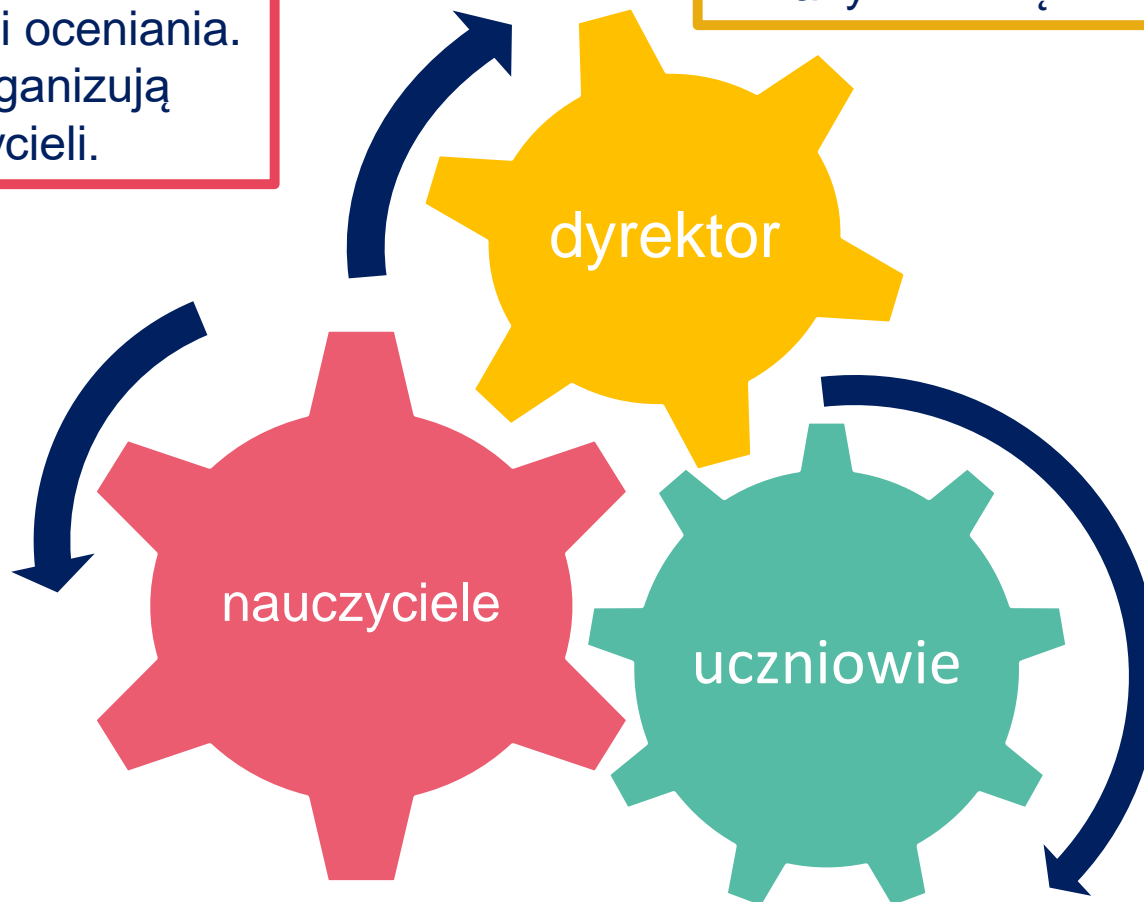 i oceniania.
ganizują
ycieli.
dyrektor
nauczyciele
uczniowie